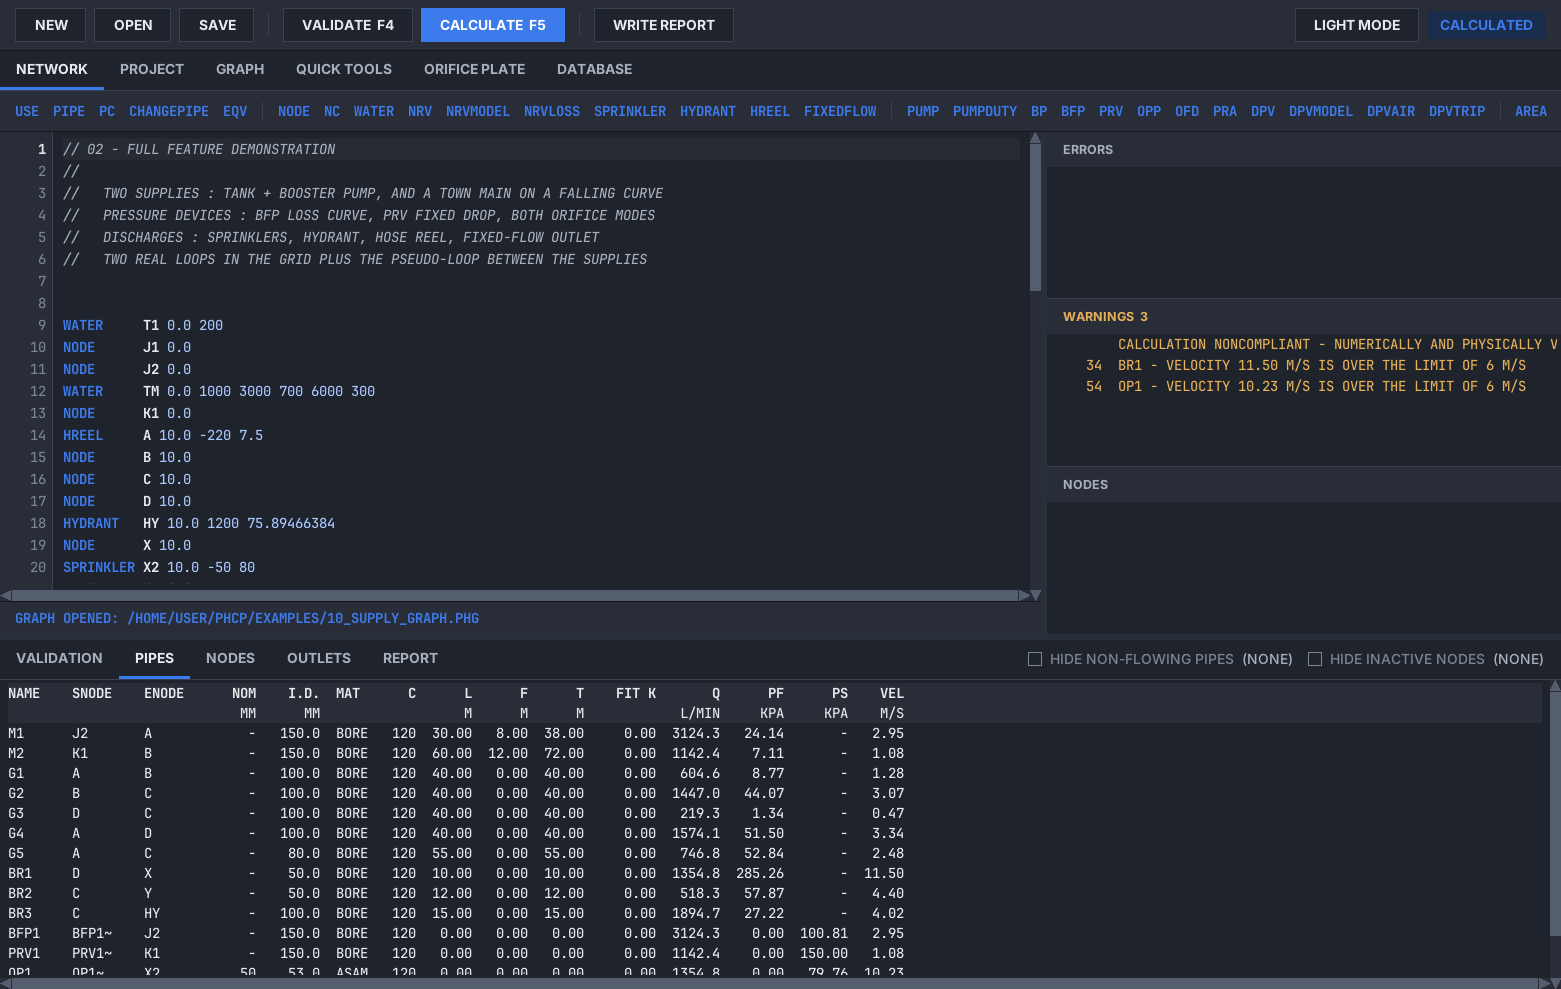 NEW OPEN SAVE VALIDATE F4 CALCULATE F5 WRITE REPORT LIGHT MODE CALCULATED
NETWORK PROJECT GRAPH QUICK TOOLS ORIFICE PLATE DATABASE
USE PIPE PC CHANGEPIPE EQV NODE NC WATER NRV NRVMODEL NRVLOSS SPRINKLER HYDRANT HREEL FIXEDFLOW PUMP PUMPDUTY BP BFP PRV OPP OFD PRA DPV DPVMODEL DPVAIR DPVTRIP AREA
1 // 02 - FULL FEATURE DEMONSTRATION
2 //
3 // TWO SUPPLIES : TANK + BOOSTER PUMP, AND A TOWN MAIN ON A FALLING CURVE
4 // PRESSURE DEVICES : BFP LOSS CURVE, PRV FIXED DROP, BOTH ORIFICE MODES
5 // DISCHARGES : SPRINKLERS, HYDRANT, HOSE REEL, FIXED-FLOW OUTLET
6 // TWO REAL LOOPS IN THE GRID PLUS THE PSEUDO-LOOP BETWEEN THE SUPPLIES
7
8
9 WATER T1 0.0 200
10 NODE J1 0.0
11 NODE J2 0.0
12 WATER TM 0.0 1000 3000 700 6000 300
13 NODE K1 0.0
14 HREEL A 10.0 -220 7.5
15 NODE B 10.0
16 NODE C 10.0
17 NODE D 10.0
18 HYDRANT HY 10.0 1200 75.89466384
19 NODE X 10.0
20 SPRINKLER X2 10.0 -50 80
GRAPH OPENED: /HOME/USER/PHCP/EXAMPLES/10_SUPPLY_GRAPH.PHG
ERRORS
WARNINGS 3
CALCULATION NONCOMPLIANT - NUMERICALLY AND PHYSICALLY V
34 BR1 - VELOCITY 11.50 M/S IS OVER THE LIMIT OF 6 M/S
54 OP1 - VELOCITY 10.23 M/S IS OVER THE LIMIT OF 6 M/S
NODES
VALIDATION PIPES NODES OUTLETS REPORT HIDE NON-FLOWING PIPES (NONE) HIDE INACTIVE NODES (NONE)
NAME SNODE ENODE NOM I.D. MAT C L F T FIT K Q PF PS VEL
MM MM M M M L/MIN KPA KPA M/S
M1 J2 A - 150.0 BORE 120 30.00 8.00 38.00 0.00 3124.3 24.14 - 2.95
M2 K1 B - 150.0 BORE 120 60.00 12.00 72.00 0.00 1142.4 7.11 - 1.08
G1 A B - 100.0 BORE 120 40.00 0.00 40.00 0.00 604.6 8.77 - 1.28
G2 B C - 100.0 BORE 120 40.00 0.00 40.00 0.00 1447.0 44.07 - 3.07
G3 D C - 100.0 BORE 120 40.00 0.00 40.00 0.00 219.3 1.34 - 0.47
G4 A D - 100.0 BORE 120 40.00 0.00 40.00 0.00 1574.1 51.50 - 3.34
G5 A C - 80.0 BORE 120 55.00 0.00 55.00 0.00 746.8 52.84 - 2.48
BR1 D X - 50.0 BORE 120 10.00 0.00 10.00 0.00 1354.8 285.26 - 11.50
BR2 C Y - 50.0 BORE 120 12.00 0.00 12.00 0.00 518.3 57.87 - 4.40
BR3 C HY - 100.0 BORE 120 15.00 0.00 15.00 0.00 1894.7 27.22 - 4.02
BFP1 BFP1~ J2 - 150.0 BORE 120 0.00 0.00 0.00 0.00 3124.3 0.00 100.81 2.95
PRV1 PRV1~ K1 - 150.0 BORE 120 0.00 0.00 0.00 0.00 1142.4 0.00 150.00 1.08
OP1 OP1~ X2 50 53.0 ASAM 120 0.00 0.00 0.00 0.00 1354.8 0.00 79.76 10.23